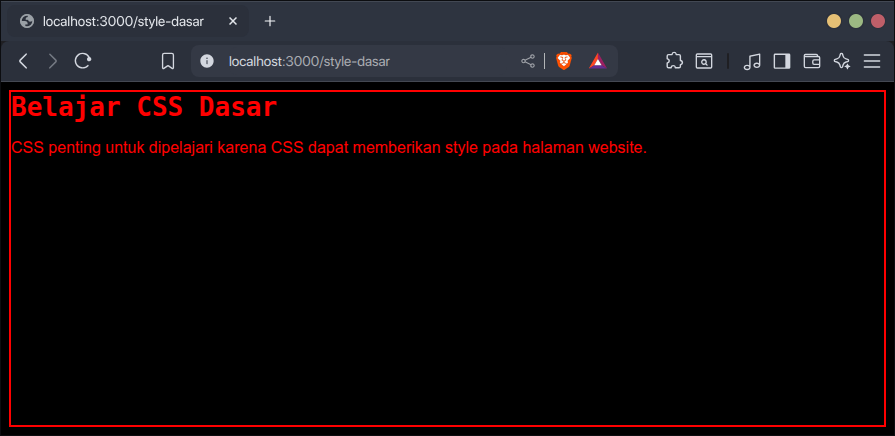 localhost:3000/style-dasar
localhost:3000/style-dasar
Belajar CSS Dasar
CSS penting untuk dipelajari karena CSS dapat memberikan style pada halaman website.